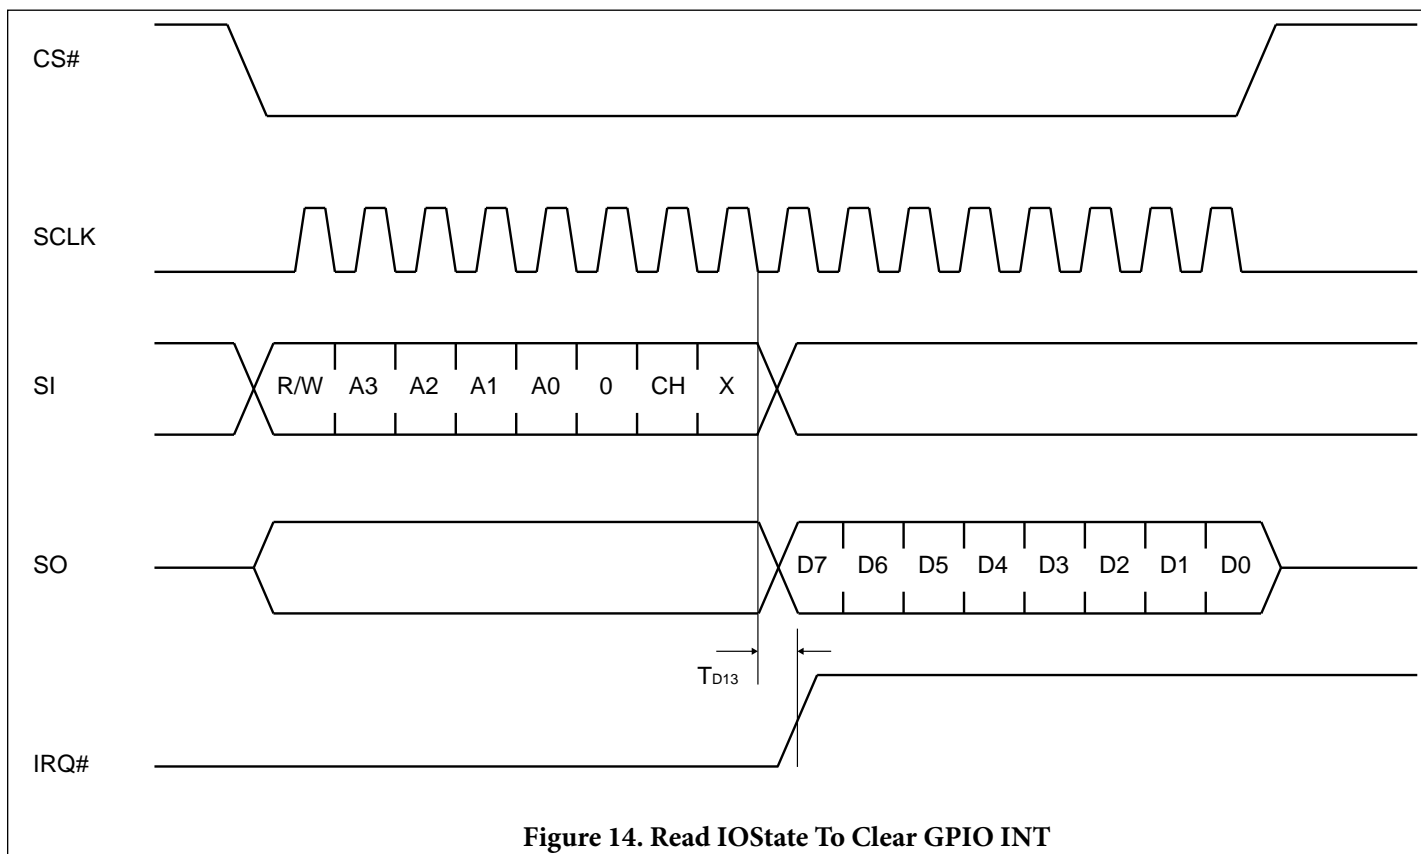 CS#
SCLK
SI R/W A3 A2 A1 A0 0 CH X
SO D7 D6 D5 D4 D3 D2 D1 D0
TD13
IRQ#
Figure 14. Read IOState To Clear GPIO INT